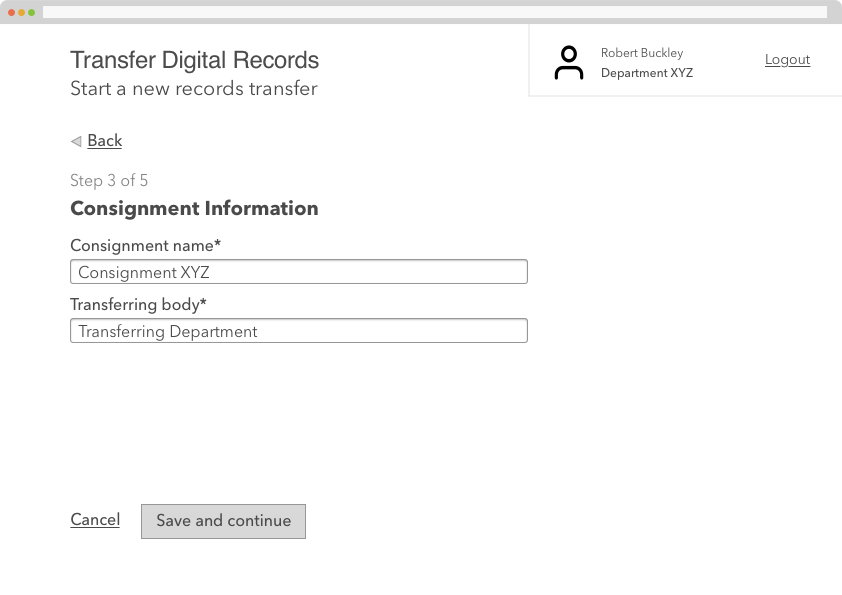 Transfer Digital Records
Start a new records transfer
Robert Buckley
Department XYZ
Logout
Back
Step 3 of 5
Consignment Information
Consignment name*
Consignment XYZ
Transferring body*
Transferring Department
Cancel
Save and continue